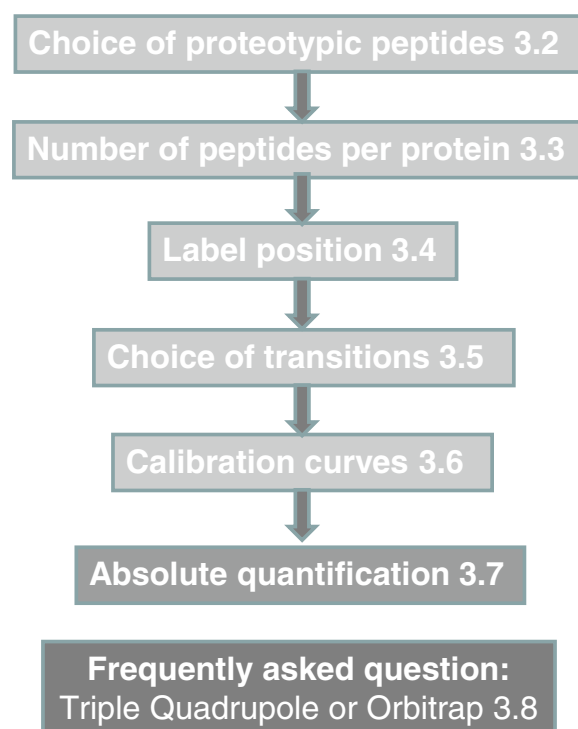 Choice of proteotypic peptides 3.2
Number of peptides per protein 3.3
Label position 3.4
Choice of transitions 3.5
Calibration curves 3.6
Absolute quantification 3.7
Frequently asked question:
Triple Quadrupole or Orbitrap 3.8